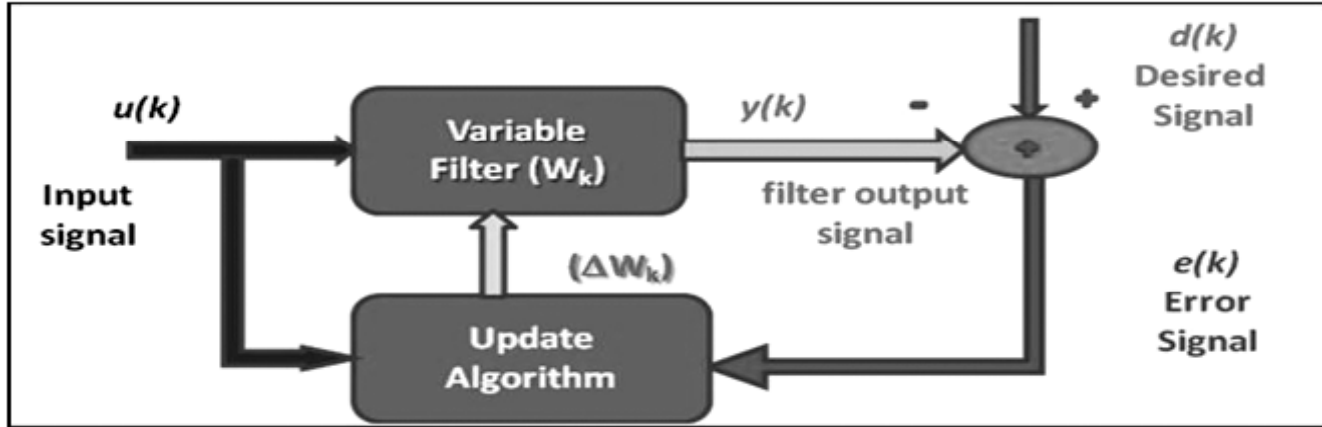 u(k)
Input
signal
Variable
Filter (Wₖ)
y(k)
-
filter output
signal
+
d(k)
Desired
Signal
+
(ΔWₖ)
Update
Algorithm
e(k)
Error
Signal